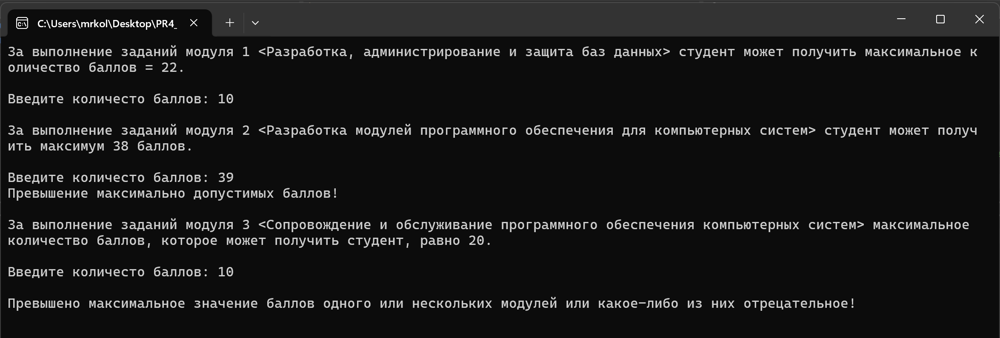 C:\Users\mrkol\Desktop\PR4_
За выполнение заданий модуля 1 <Разработка, администрирование и защита баз данных> студент может получить максимальное к
оличество баллов = 22.
Введите количесто баллов: 10
За выполнение заданий модуля 2 <Разработка модулей программного обеспечения для компьютерных систем> студент может получ
ить максимум 38 баллов.
Введите количесто баллов: 39
Превышение максимально допустимых баллов!
За выполнение заданий модуля 3 <Сопровождение и обслуживание программного обеспечения компьютерных систем> максимальное
количество баллов, которое может получить студент, равно 20.
Введите количесто баллов: 10
Превышено максимальное значение баллов одного или нескольких модулей или какое-либо из них отрецательное!